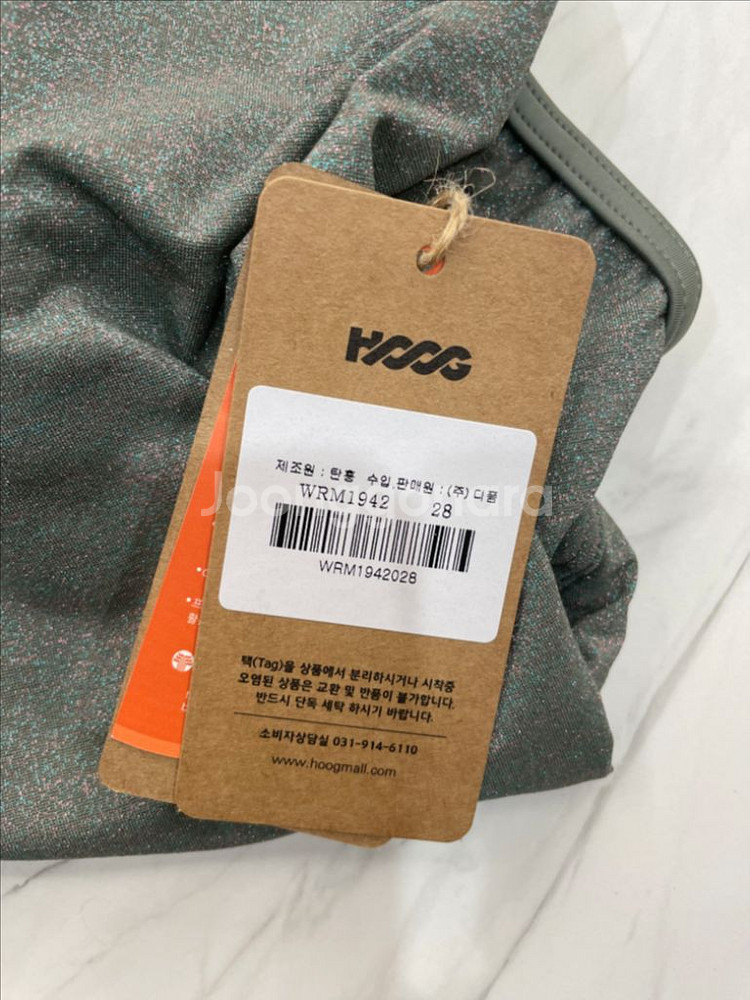 HOOG
제조원 : 탄흥 수입 판매원 : (주) 디몸
WRM1942 28
WRM1942028
Joonggonara
택(Tag)을 상품에서 분리하시거나 시착중
오염된 상품은 교환 및 반품이 불가합니다.
반드시 단독 세탁 하시기 바랍니다.
소비자상담실 031-914-6110
www.hoogmall.com